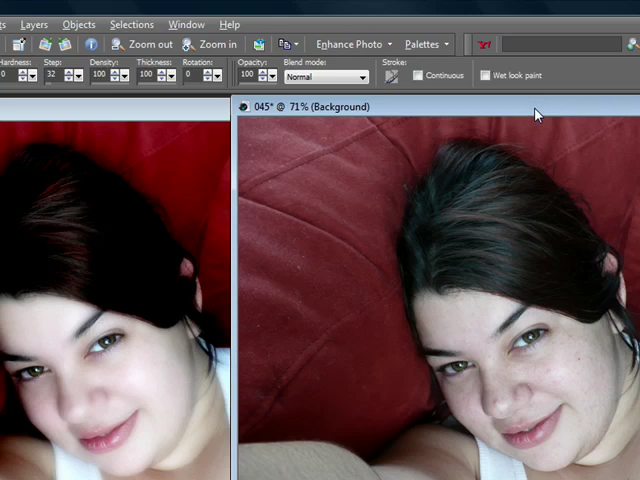 Layers Objects Selections Window Help
Zoom out Zoom in Enhance Photo Palettes Y!
Hardness: Step: Density: Thickness: Rotation: Opacity: Blend mode: Stroke:
0 32 100 100 0 100 Normal Continuous Wet look paint
045* @ 71% (Background)